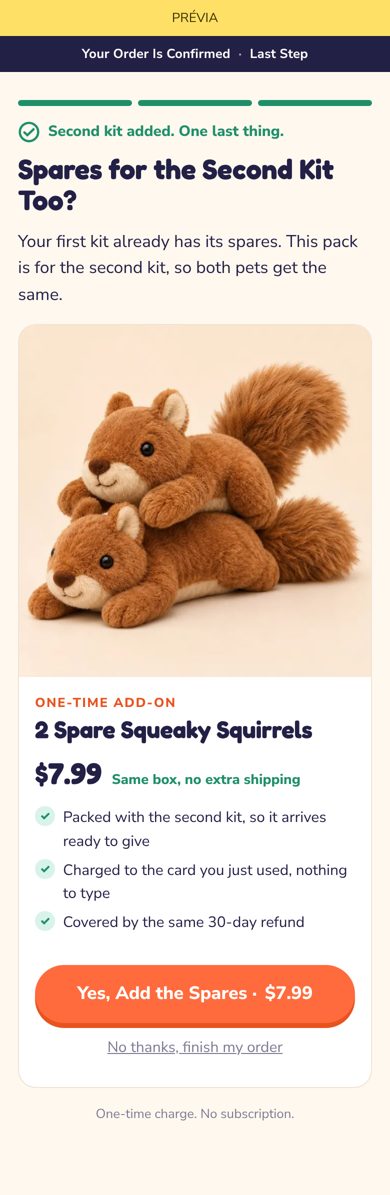 PRÉVIA
Your Order Is Confirmed · Last Step
Second kit added. One last thing.
Spares for the Second Kit
Too?
Your first kit already has its spares. This pack
is for the second kit, so both pets get the
same.
ONE-TIME ADD-ON
2 Spare Squeaky Squirrels
$7.99 Same box, no extra shipping
Packed with the second kit, so it arrives
ready to give
Charged to the card you just used, nothing
to type
Covered by the same 30-day refund
Yes, Add the Spares · $7.99
No thanks, finish my order
One-time charge. No subscription.